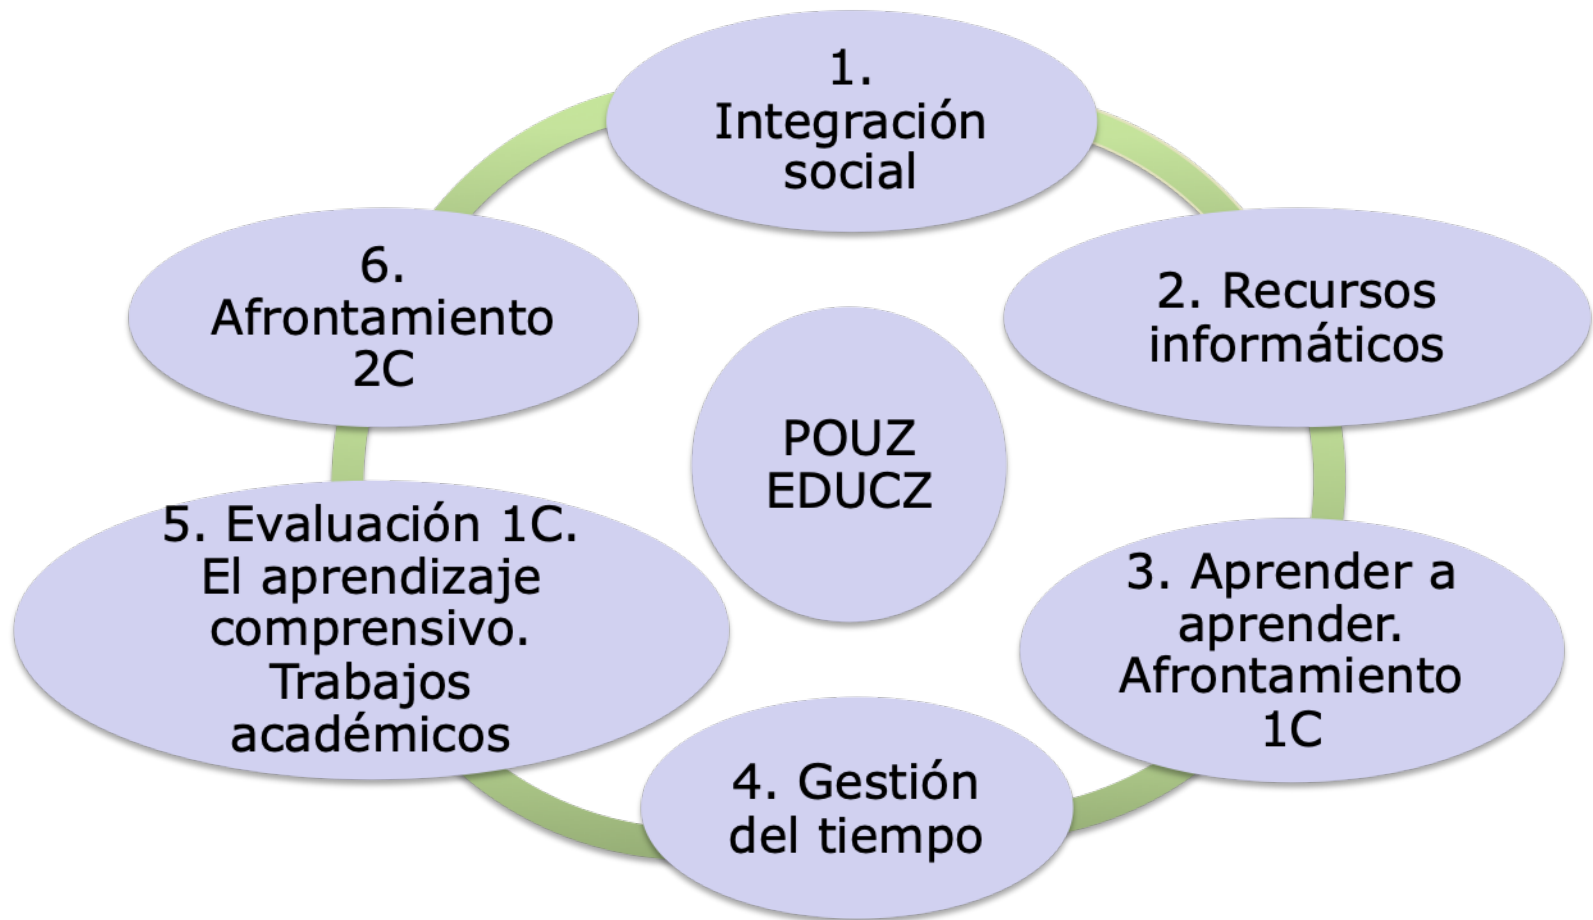 1.
Integración
social
2. Recursos
informáticos
3. Aprender a
aprender.
Afrontamiento
1C
4. Gestión
del tiempo
5. Evaluación 1C.
El aprendizaje
comprensivo.
Trabajos
académicos
6.
Afrontamiento
2C
POUZ
EDUCZ